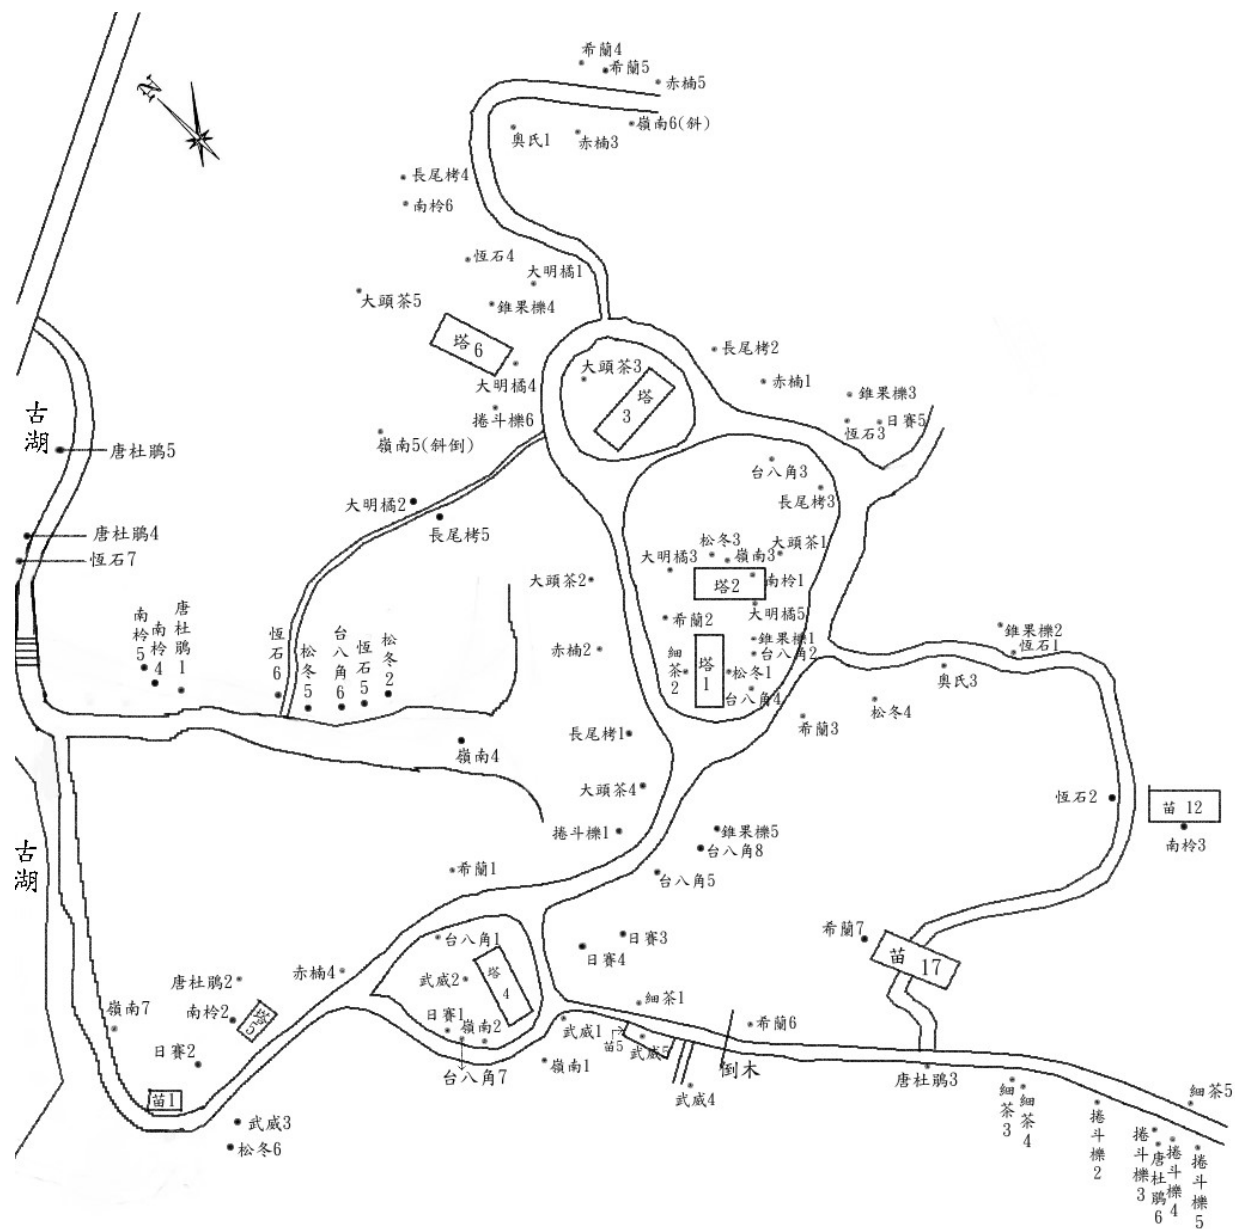 希蘭4
希蘭5
赤楠5
N
奧氏1
赤楠3
嶺南6(斜)
長尾栲4
南柃6
恆石4
大明橘1
大頭茶5
錐果櫟4
塔6
長尾栲2
大明橘4
大頭茶3
塔3
赤楠1
錐果櫟3
捲斗櫟6
恆石3
日賽5
古湖
嶺南5(斜倒)
唐杜鵑5
台八角3
長尾栲3
大明橘2
長尾栲5
唐杜鵑4
恆石7
松冬3
大頭茶1
大明橘3
嶺南3
大頭茶2
塔2
南柃1
大明橘5
希蘭2
南柃5
南柃4
唐杜鵑1
恆石6
松冬5
台八角6
恆石5
松冬2
赤楠2
細茶2
塔1
錐果櫟1
台八角2
松冬1
台八角4
錐果櫟2
恆石1
奧氏3
松冬4
希蘭3
嶺南4
長尾栲1
大頭茶4
恆石2
苗 12
南柃3
古湖
捲斗櫟1
錐果櫟5
台八角8
台八角5
希蘭1
希蘭7
苗 17
台八角1
日賽3
日賽4
唐杜鵑2
赤楠4
武威2
塔4
南柃2
塔5
嶺南7
日賽1
嶺南2
細茶1
武威1
苗5
武威5
希蘭6
日賽2
台八角7
嶺南1
倒木
唐杜鵑3
武威4
苗1
武威3
松冬6
細茶3
細茶4
捲斗櫟2
細茶5
捲斗櫟3
唐杜鵑6
捲斗櫟4
捲斗櫟5